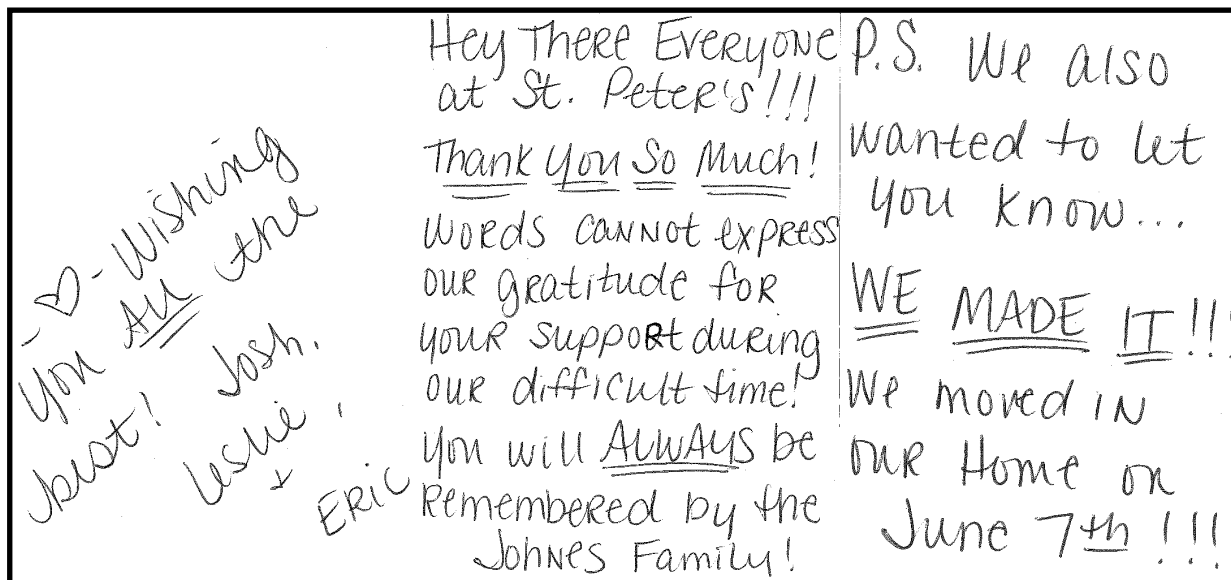 Hey There Everyone
at St. Peter's!!!
Thank you so Much!
Words cannot express
our gratitude for
your support during
our difficult time!
You will ALWAYS be
Remembered by the
Johnes Family!
P.S. We also
wanted to let
you know...
WE MADE IT!!!
We moved in
our Home on
June 7th!!!
- ♡ - Wishing
you All the
best! Josh,
Leslie,
+ Eric